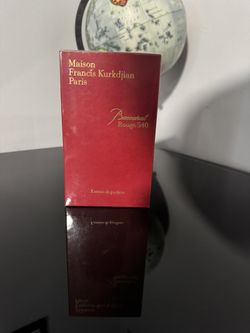 Maison
Francis Kurkdjian
Paris
Baccarat
Rouge 540
Extrait de parfum